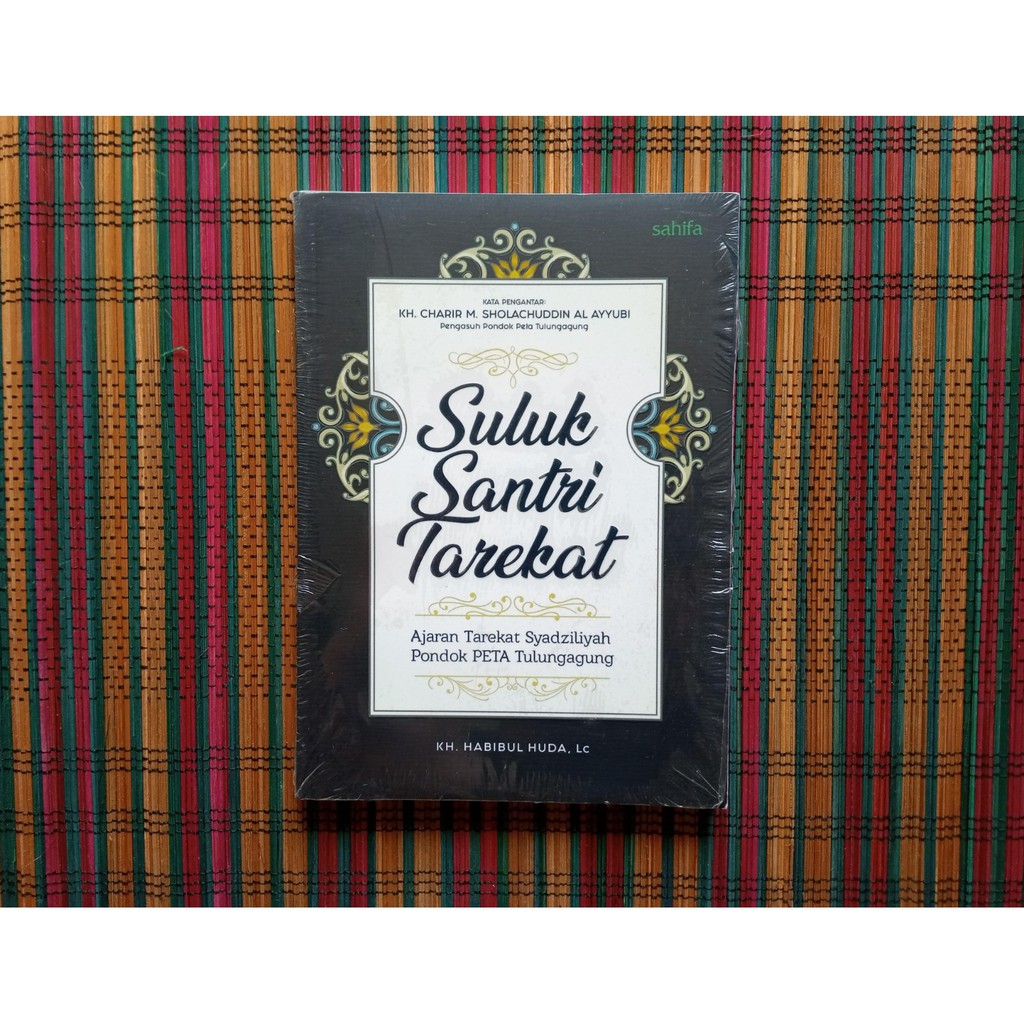 sahifa
KATA PENGANTAR:
KH. CHARIR M. SHOLACHUDDIN AL AYYUBI
Pengasuh Pondok Peta Tulungagung
Suluk
Santri
Tarekat
Ajaran Tarekat Syadziliyah
Pondok PETA Tulungagung
KH. HABIBUL HUDA, Lc